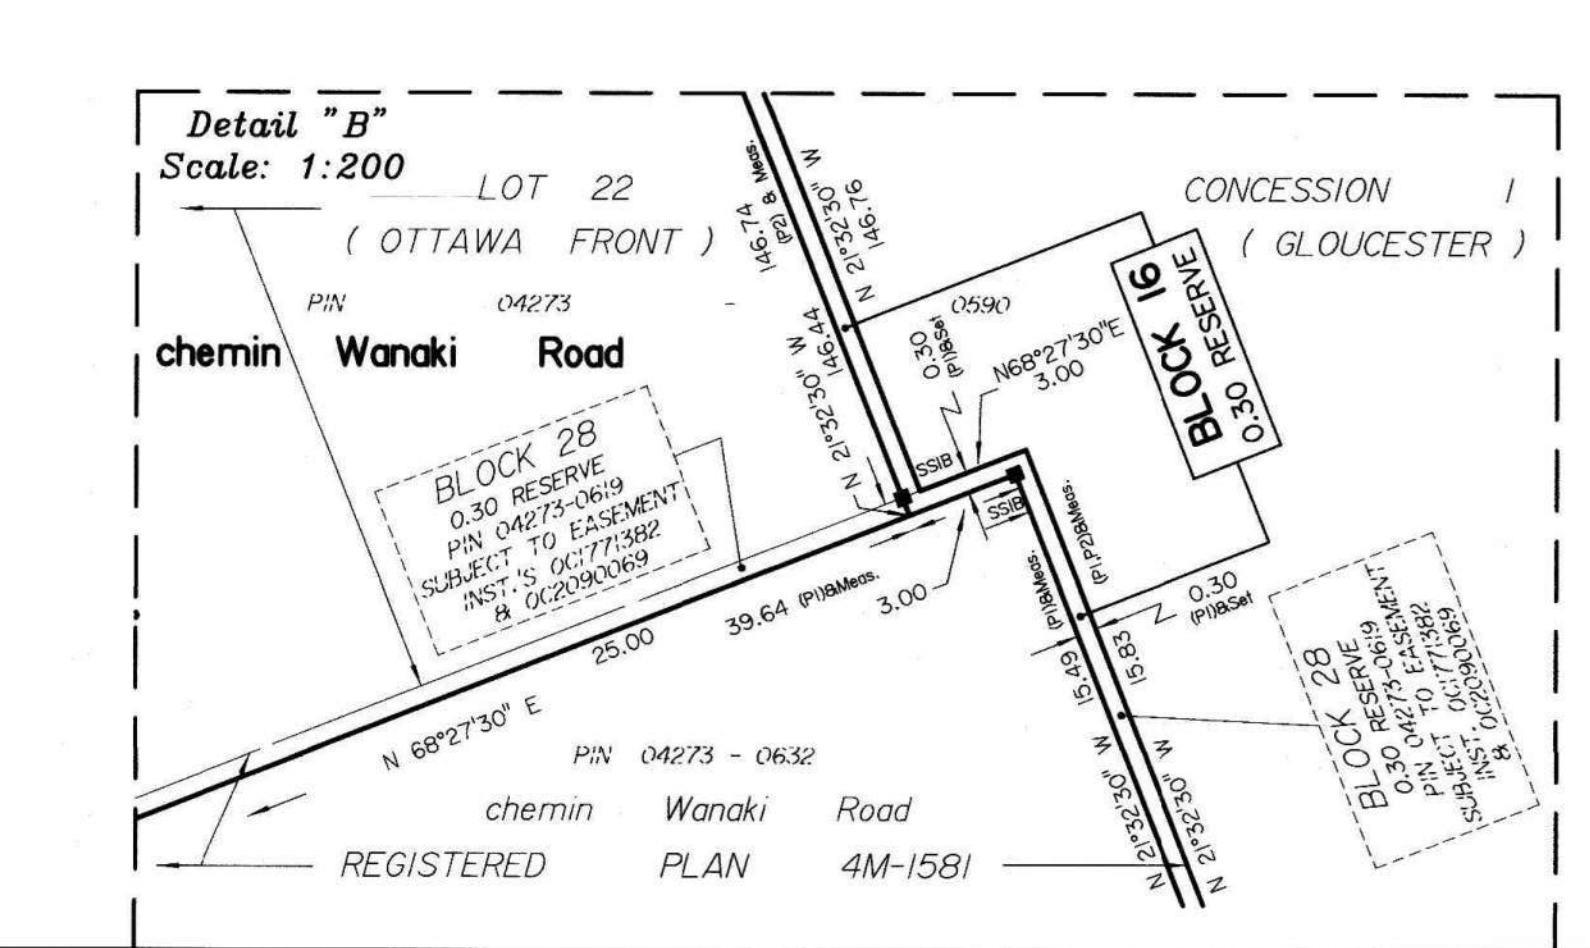 Detail "B"
Scale: 1:200
LOT 22
( OTTAWA FRONT )
CONCESSION 1
( GLOUCESTER )
PIN 04273 - 0590
chemin Wanaki Road
146.74
(P2) & Meas.
N 21°32'30" W
146.76
N 21°32'30" W
146.44
0.30
(P1)&Set
N68°27'30"E
3.00
BLOCK 16
0.30 RESERVE
BLOCK 28
0.30 RESERVE
PIN 04273-0619
SUBJECT TO EASEMENT
INST.'S OC1771382
& OC2090069
SSIB
SSIB
39.64 (P1)&Meas.
3.00
25.00
N 68°27'30" E
(P1)&Meas.
15.49
N 21°32'30" W
(P1,P2)&Meas.
15.83
N 21°32'30" W
0.30
(P1)&Set
BLOCK 28
0.30 RESERVE
PIN 04273-0619
SUBJECT TO EASEMENT
INST. OC1771382
& OC2090069
PIN 04273 - 0632
chemin Wanaki Road
REGISTERED PLAN 4M-1581